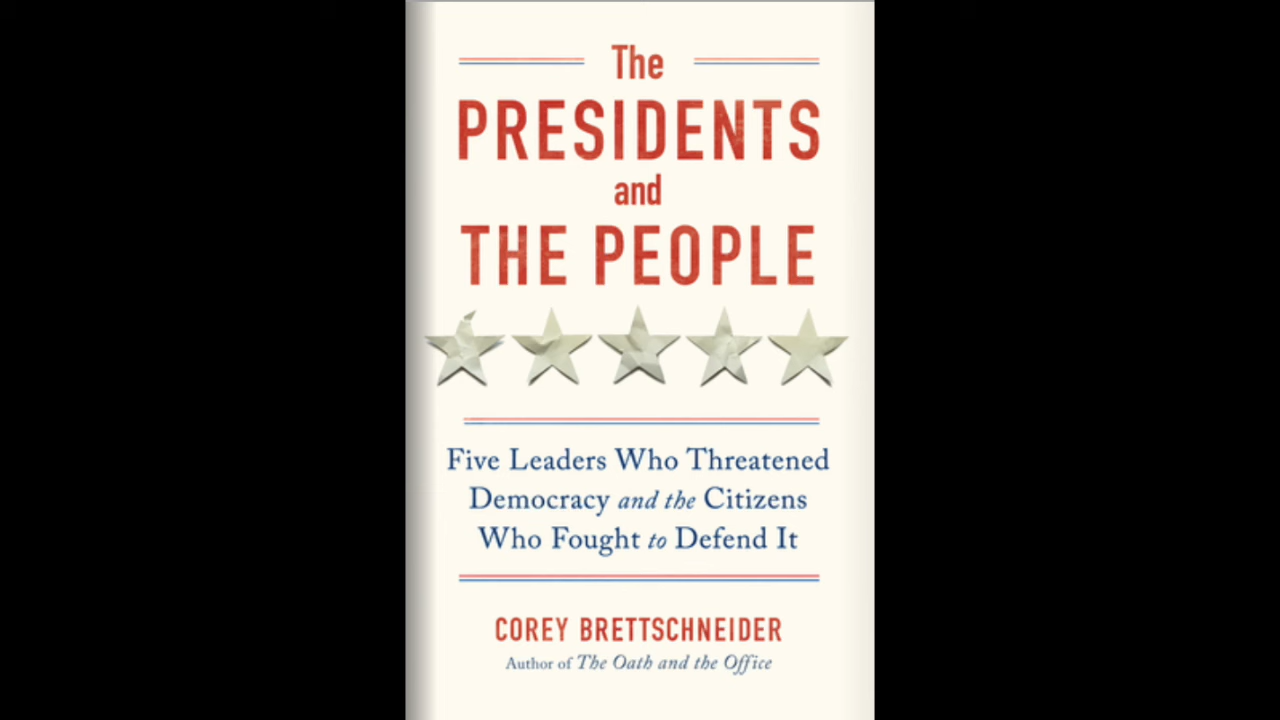 The
PRESIDENTS
and
THE PEOPLE
Five Leaders Who Threatened
Democracy and the Citizens
Who Fought to Defend It
COREY BRETTSCHNEIDER
Author of The Oath and the Office